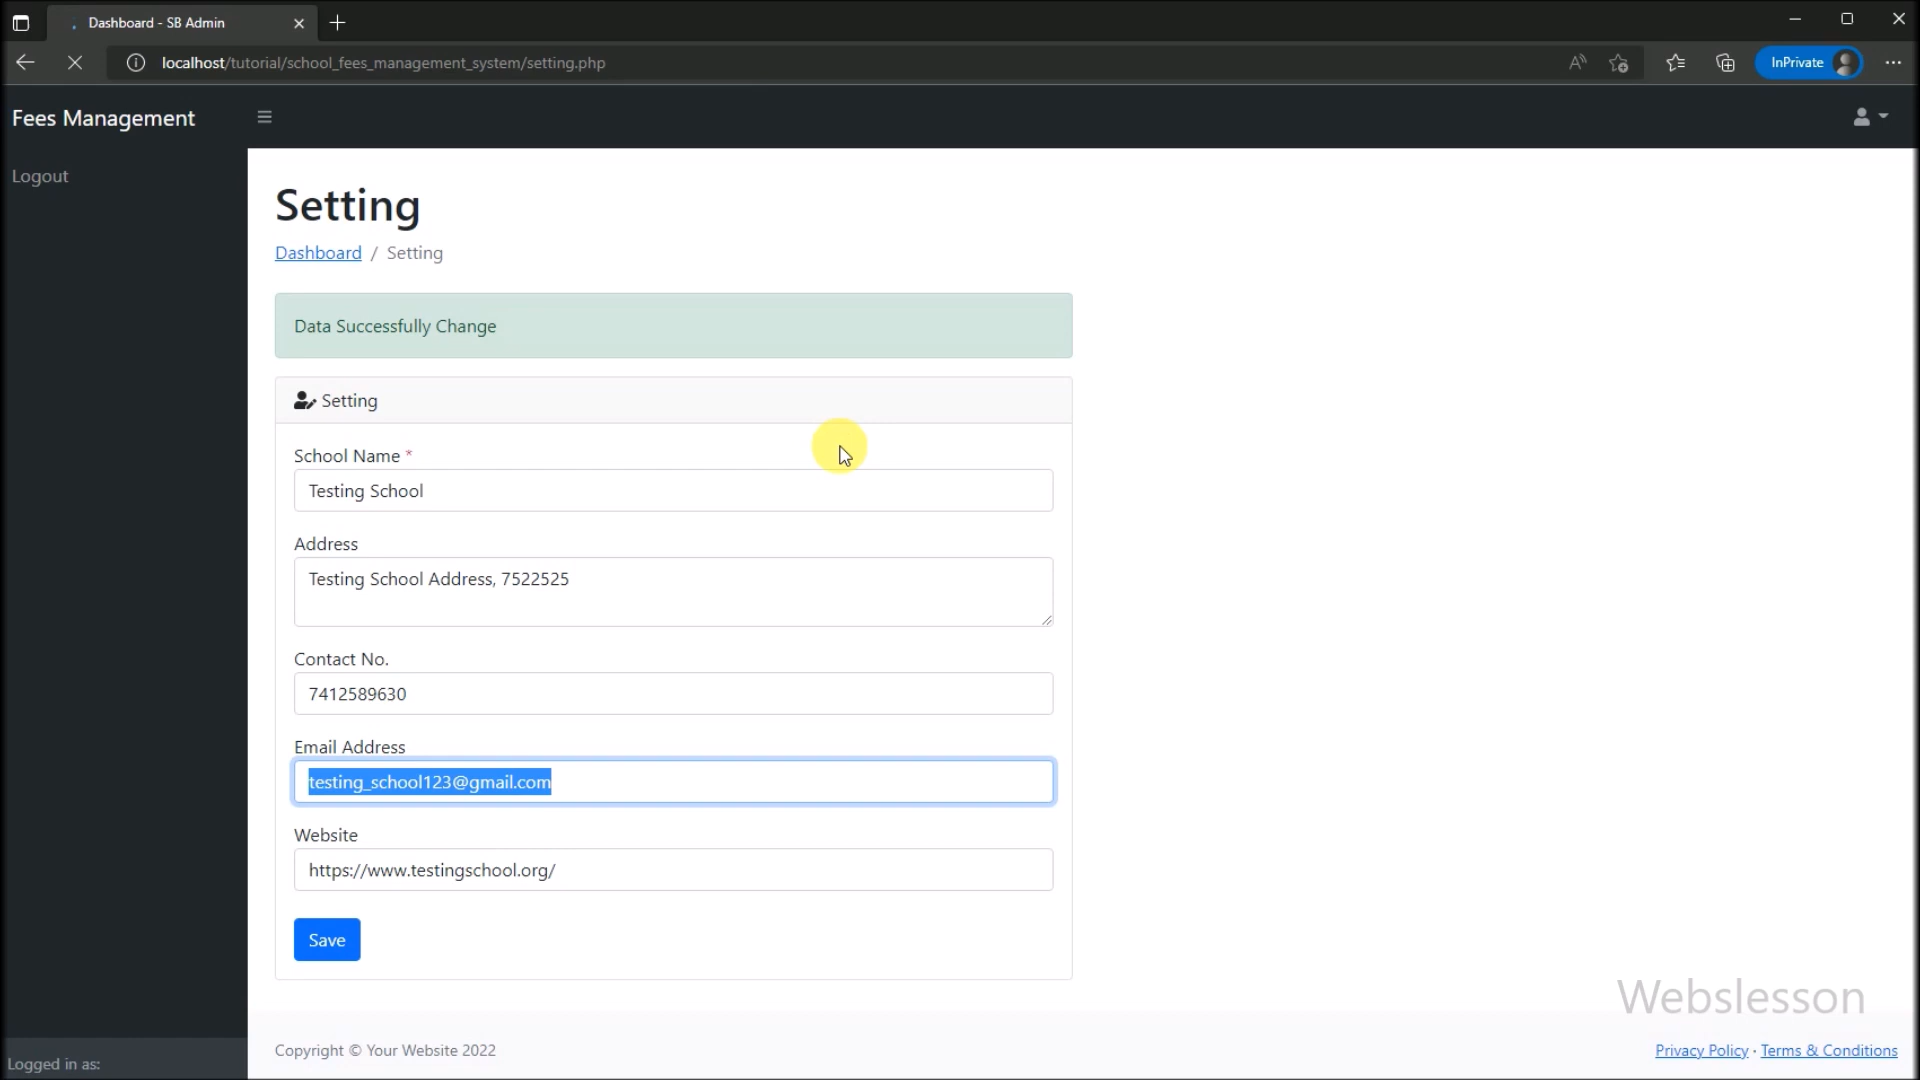 Dashboard - SB Admin
localhost/tutorial/school_fees_management_system/setting.php
InPrivate
Fees Management
Logout
Setting
Dashboard / Setting
Data Successfully Change
Setting
School Name *
Testing School
Address
Testing School Address, 7522525
Contact No.
7412589630
Email Address
testing_school123@gmail.com
Website
https://www.testingschool.org/
Save
Webslesson
Copyright © Your Website 2022
Privacy Policy · Terms & Conditions
Logged in as: